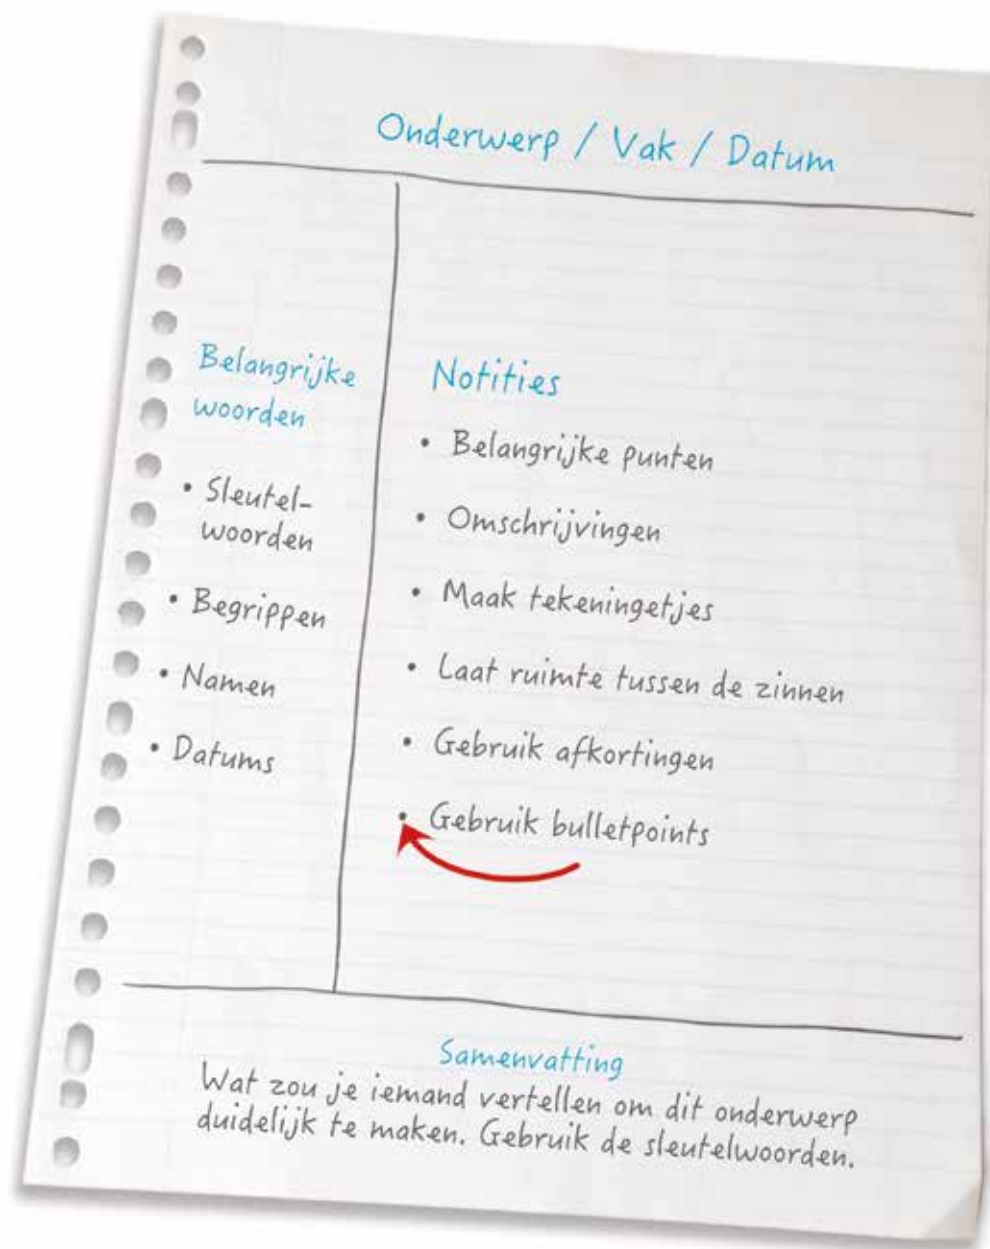 Onderwerp / Vak / Datum
Belangrijke
woorden
• Sleutel-
woorden
• Begrippen
• Namen
• Datums
Notities
• Belangrijke punten
• Omschrijvingen
• Maak tekeningetjes
• Laat ruimte tussen de zinnen
• Gebruik afkortingen
• Gebruik bulletpoints
Samenvatting
Wat zou je iemand vertellen om dit onderwerp
duidelijk te maken. Gebruik de sleutelwoorden.